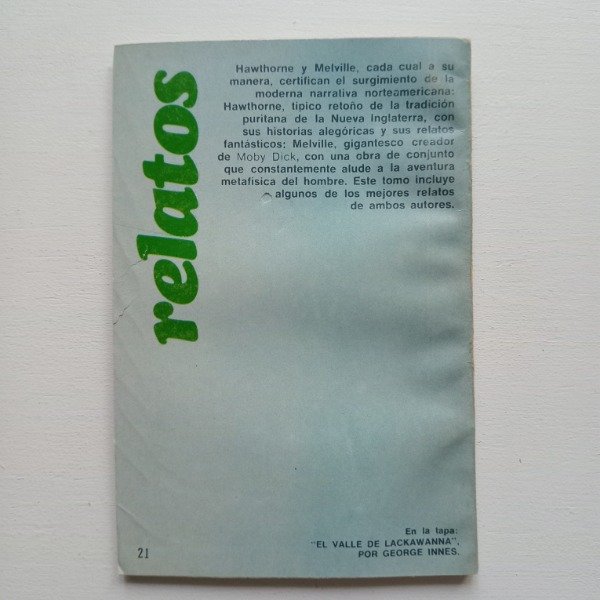 relatos
Hawthorne y Melville, cada cual a su
manera, certifican el surgimiento de la
moderna narrativa norteamericana:
Hawthorne, típico retoño de la tradición
puritana de la Nueva Inglaterra, con
sus historias alegóricas y sus relatos
fantásticos; Melville, gigantesco creador
de Moby Dick, con una obra de conjunto
que constantemente alude a la aventura
metafísica del hombre. Este tomo incluye
algunos de los mejores relatos
de ambos autores.
En la tapa:
"EL VALLE DE LACKAWANNA",
POR GEORGE INNES.
21